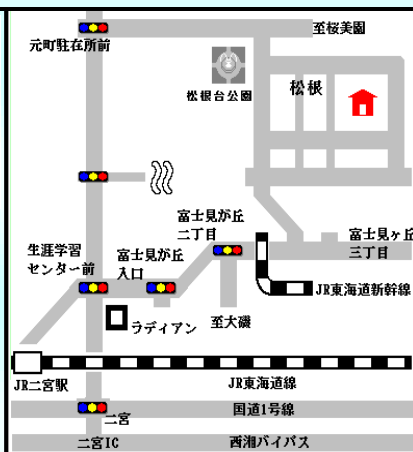 至桜美園
元町駐在所前
松根台公園
松根
富士見が丘
二丁目
富士見ヶ丘
三丁目
生涯学習
センター前
富士見が丘
入口
JR東海道新幹線
ラディアン
至大磯
JR二宮駅
JR東海道線
国道1号線
二宮
二宮IC
西湘バイパス